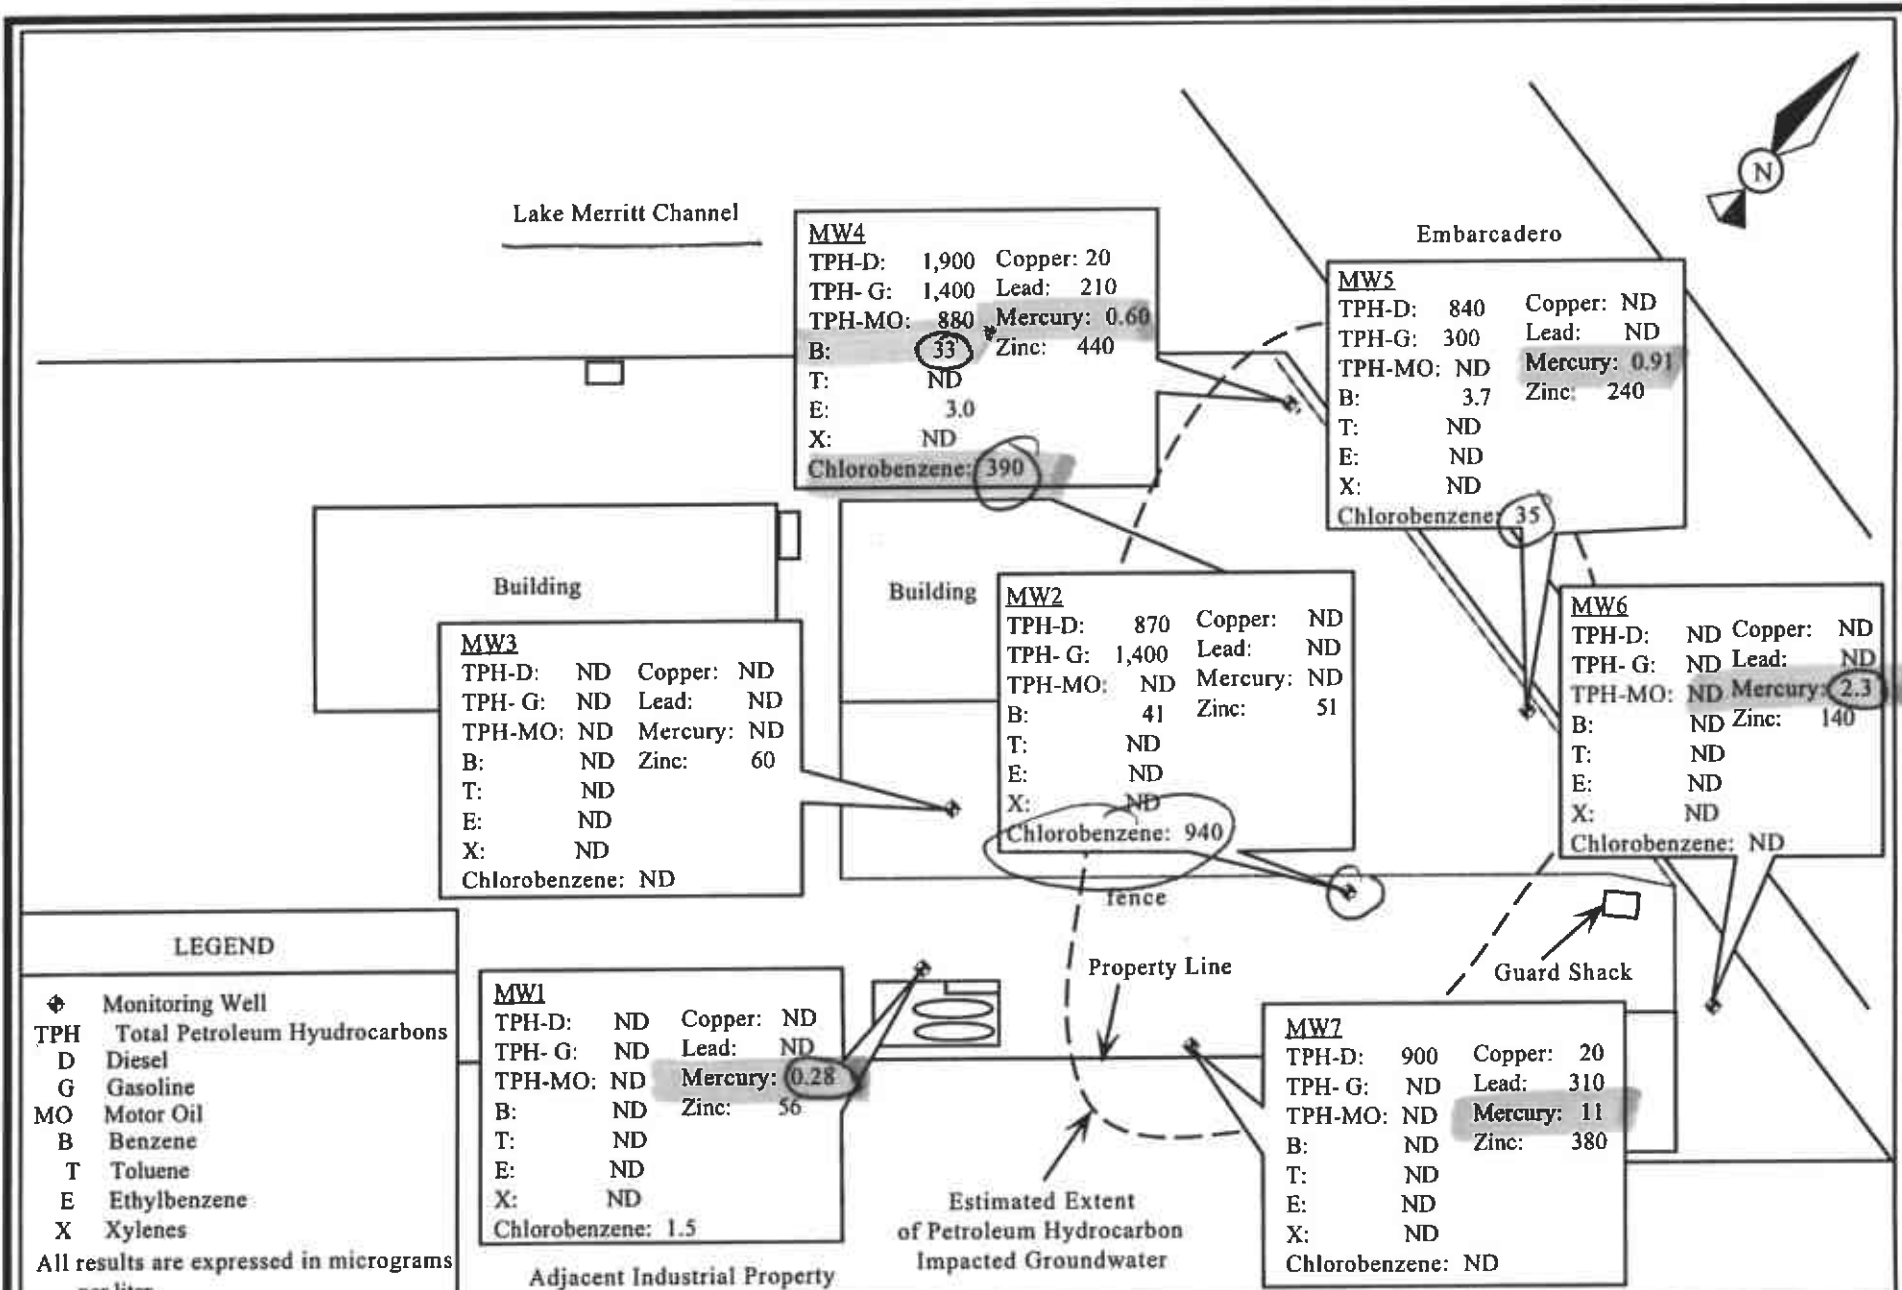 N
Lake Merritt Channel
Embarcadero
MW4
TPH-D: 1,900 Copper: 20
TPH- G: 1,400 Lead: 210
TPH-MO: 880 Mercury: 0.60
B: 33 Zinc: 440
T: ND
E: 3.0
X: ND
Chlorobenzene: 390
MW5
TPH-D: 840 Copper: ND
TPH-G: 300 Lead: ND
TPH-MO: ND Mercury: 0.91
B: 3.7 Zinc: 240
T: ND
E: ND
X: ND
Chlorobenzene: 35
Building
Building
MW3
TPH-D: ND Copper: ND
TPH- G: ND Lead: ND
TPH-MO: ND Mercury: ND
B: ND Zinc: 60
T: ND
E: ND
X: ND
Chlorobenzene: ND
MW2
TPH-D: 870 Copper: ND
TPH- G: 1,400 Lead: ND
TPH-MO: ND Mercury: ND
B: 41 Zinc: 51
T: ND
E: ND
X: ND
Chlorobenzene: 940
MW6
TPH-D: ND Copper: ND
TPH- G: ND Lead: ND
TPH-MO: ND Mercury: 2.3
B: ND Zinc: 140
T: ND
E: ND
X: ND
Chlorobenzene: ND
fence
Property Line
Guard Shack
LEGEND
Monitoring Well
TPH Total Petroleum Hyudrocarbons
D Diesel
G Gasoline
MO Motor Oil
B Benzene
T Toluene
E Ethylbenzene
X Xylenes
All results are expressed in micrograms
per liter
MW1
TPH-D: ND Copper: ND
TPH- G: ND Lead: ND
TPH-MO: ND Mercury: 0.28
B: ND Zinc: 56
T: ND
E: ND
X: ND
Chlorobenzene: 1.5
Adjacent Industrial Property
Estimated Extent
of Petroleum Hydrocarbon
Impacted Groundwater
MW7
TPH-D: 900 Copper: 20
TPH- G: ND Lead: 310
TPH-MO: ND Mercury: 11
B: ND Zinc: 380
T: ND
E: ND
X: ND
Chlorobenzene: ND